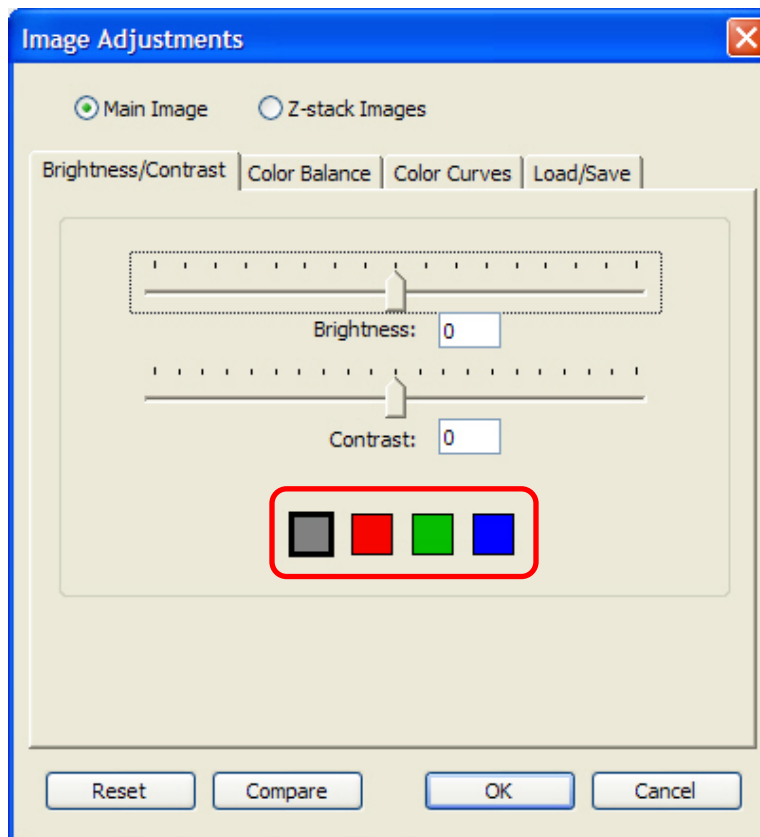 Image Adjustments
Main Image Z-stack Images
Brightness/Contrast Color Balance Color Curves Load/Save
Brightness: 0
Contrast: 0
Reset Compare OK Cancel